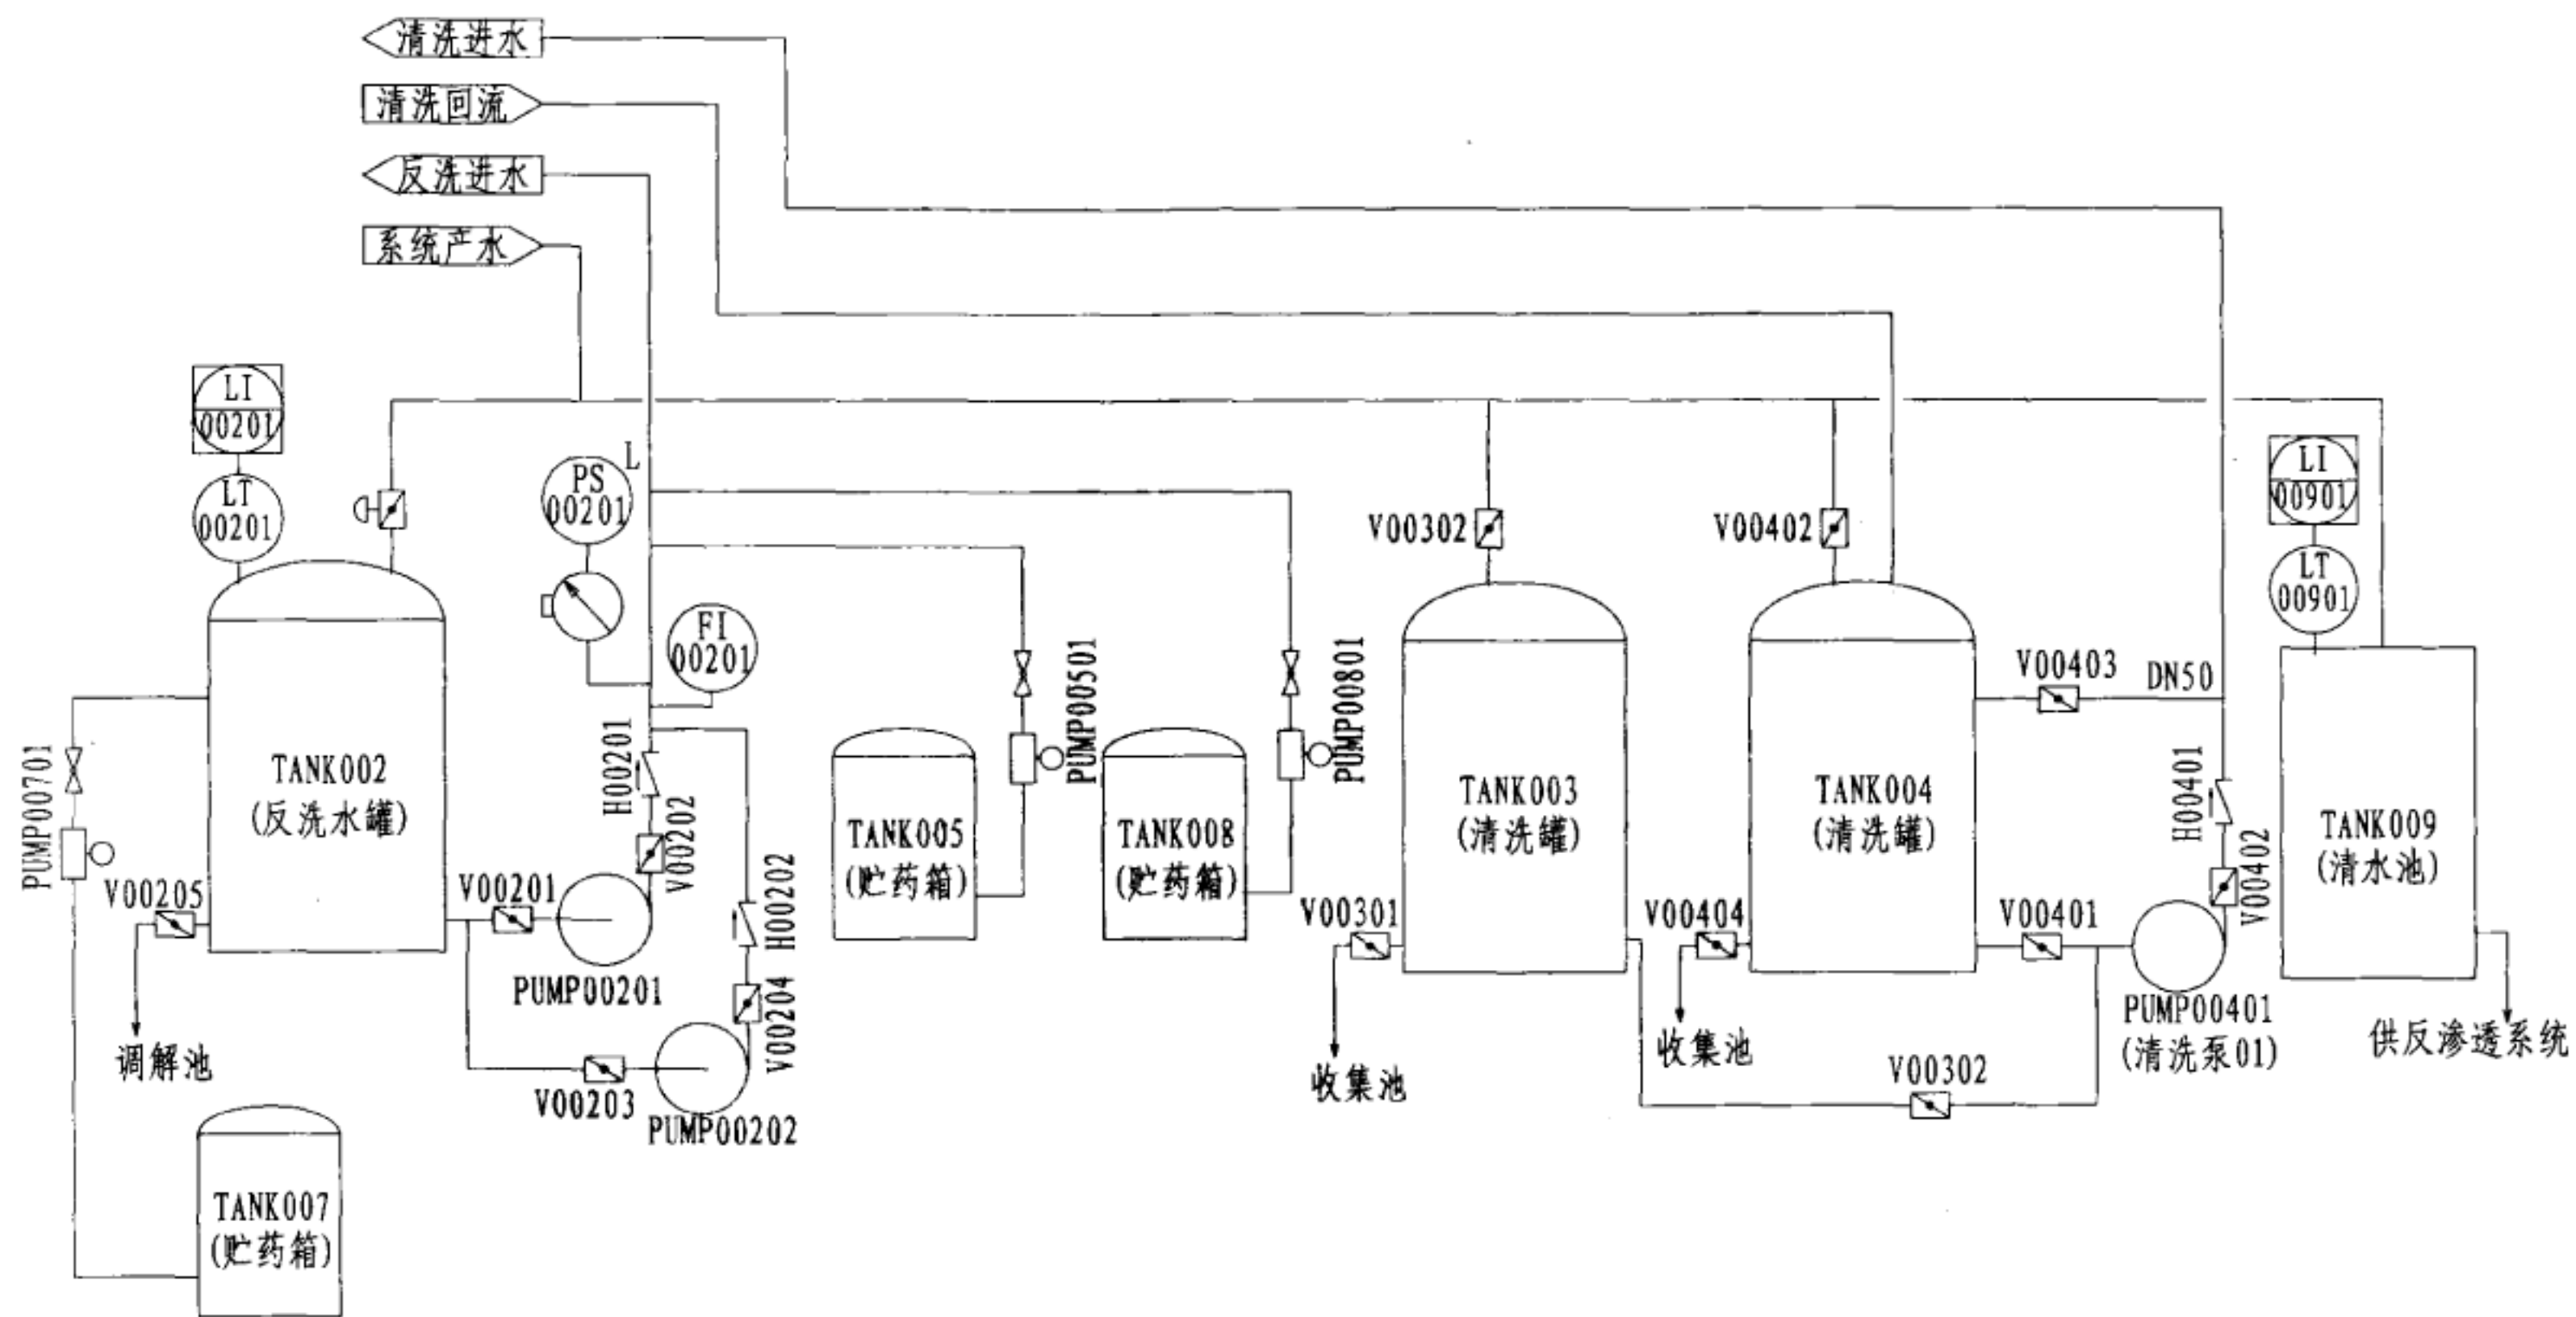 清洗进水
清洗回流
反洗进水
系统产水
LI
00201
LT
00201
PS
00201
L
FI
00201
V00302
V00402
LI
00901
LT
00901
PUMP00701
TANK002
(反洗水罐)
V00205
调解池
V00201
PUMP00201
H00201
V00202
H00202
V00204
V00203
PUMP00202
TANK007
(贮药箱)
TANK005
(贮药箱)
PUMP00501
TANK008
(贮药箱)
PUMP00801
TANK003
(清洗罐)
V00301
收集池
TANK004
(清洗罐)
V00404
收集池
V00403
DN50
V00401
H00401
V00402
PUMP00401
(清洗泵01)
V00302
TANK009
(清水池)
供反渗透系统